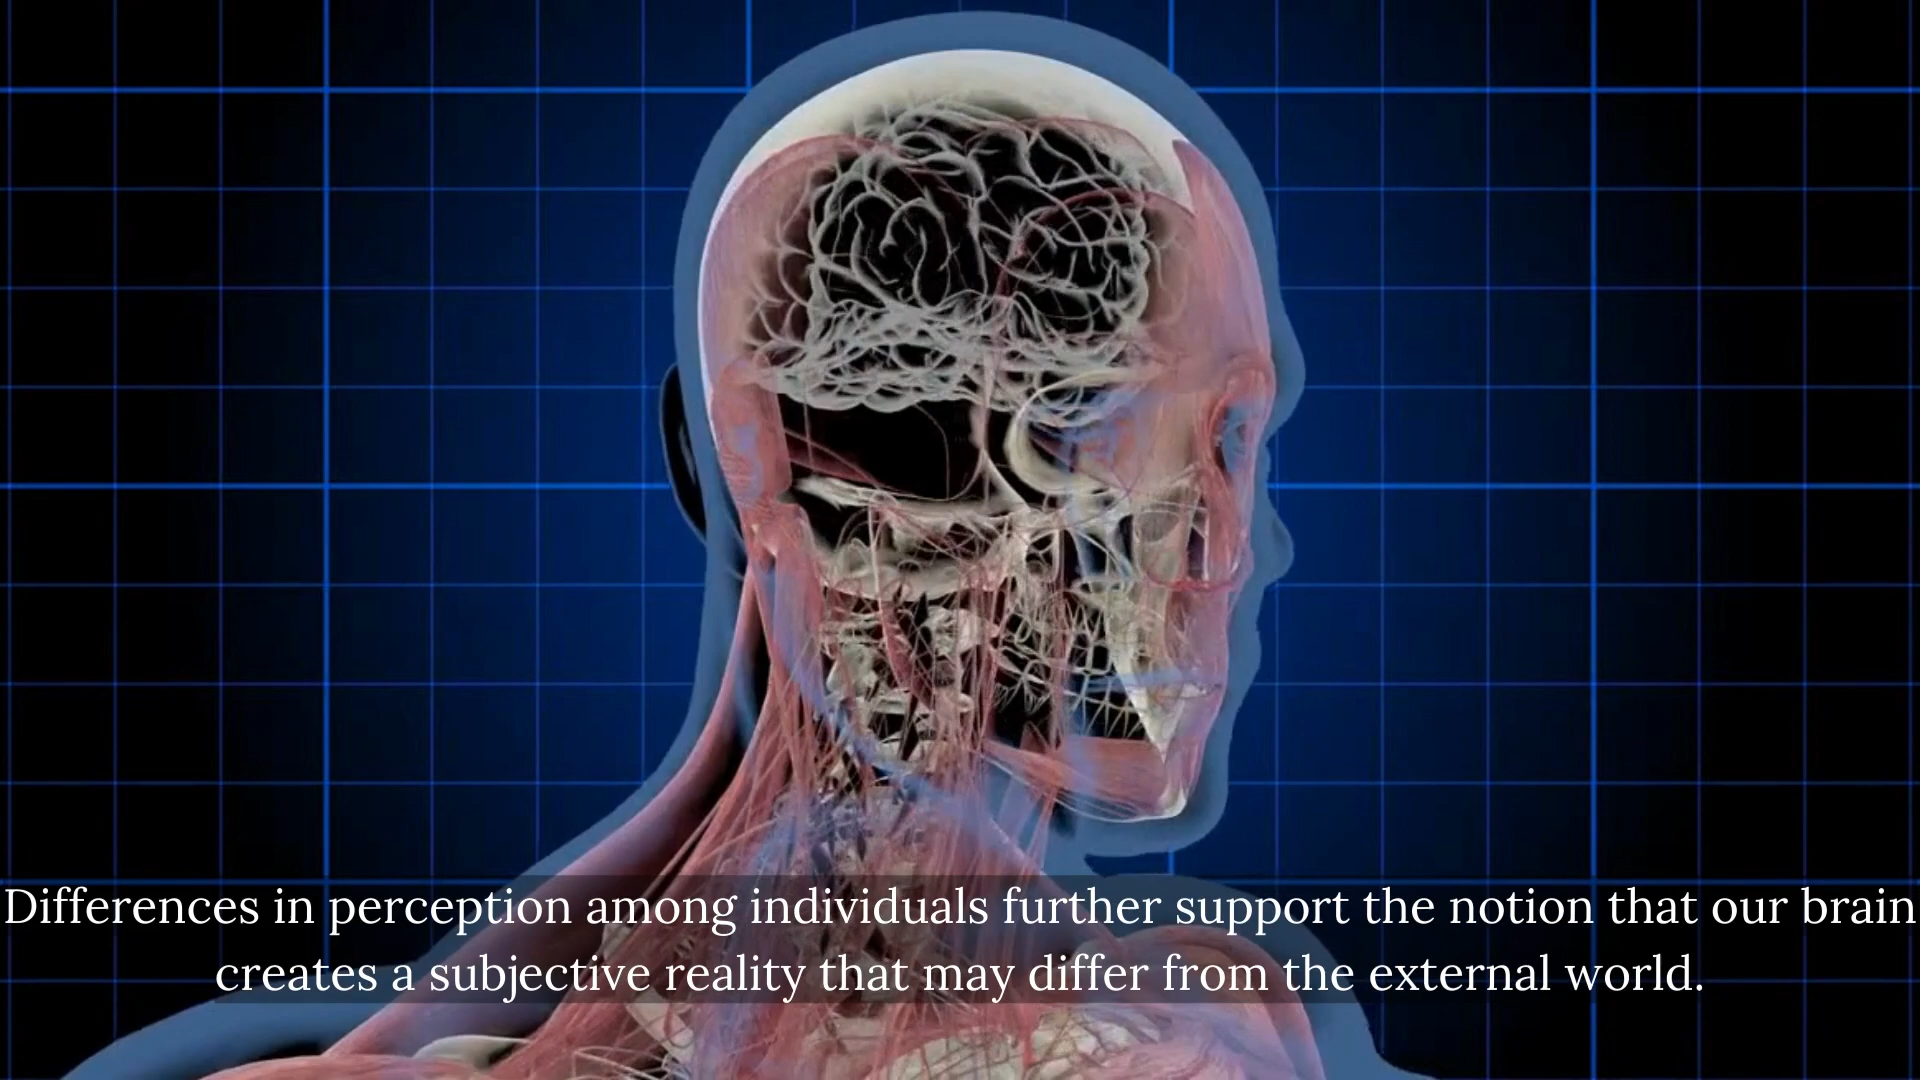 Differences in perception among individuals further support the notion that our brain
creates a subjective reality that may differ from the external world.